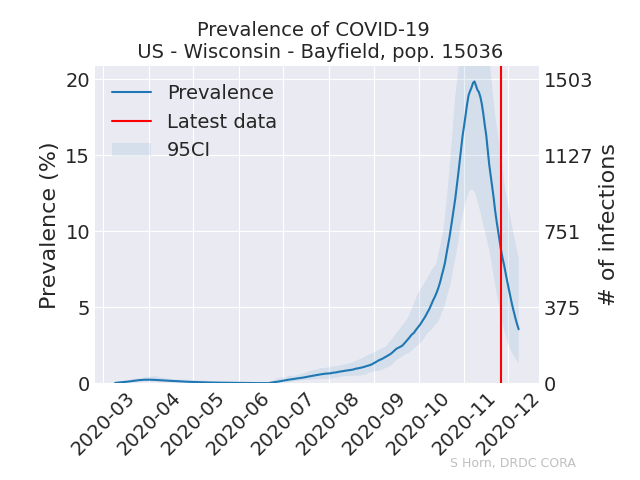 Prevalence of COVID-19
US - Wisconsin - Bayfield, pop. 15036
Prevalence (%)
20
15
10
5
0
Prevalence
Latest data
95CI
1503
1127
751
375
0
# of infections
2020-03
2020-04
2020-05
2020-06
2020-07
2020-08
2020-09
2020-10
2020-11
2020-12
S Horn, DRDC CORA